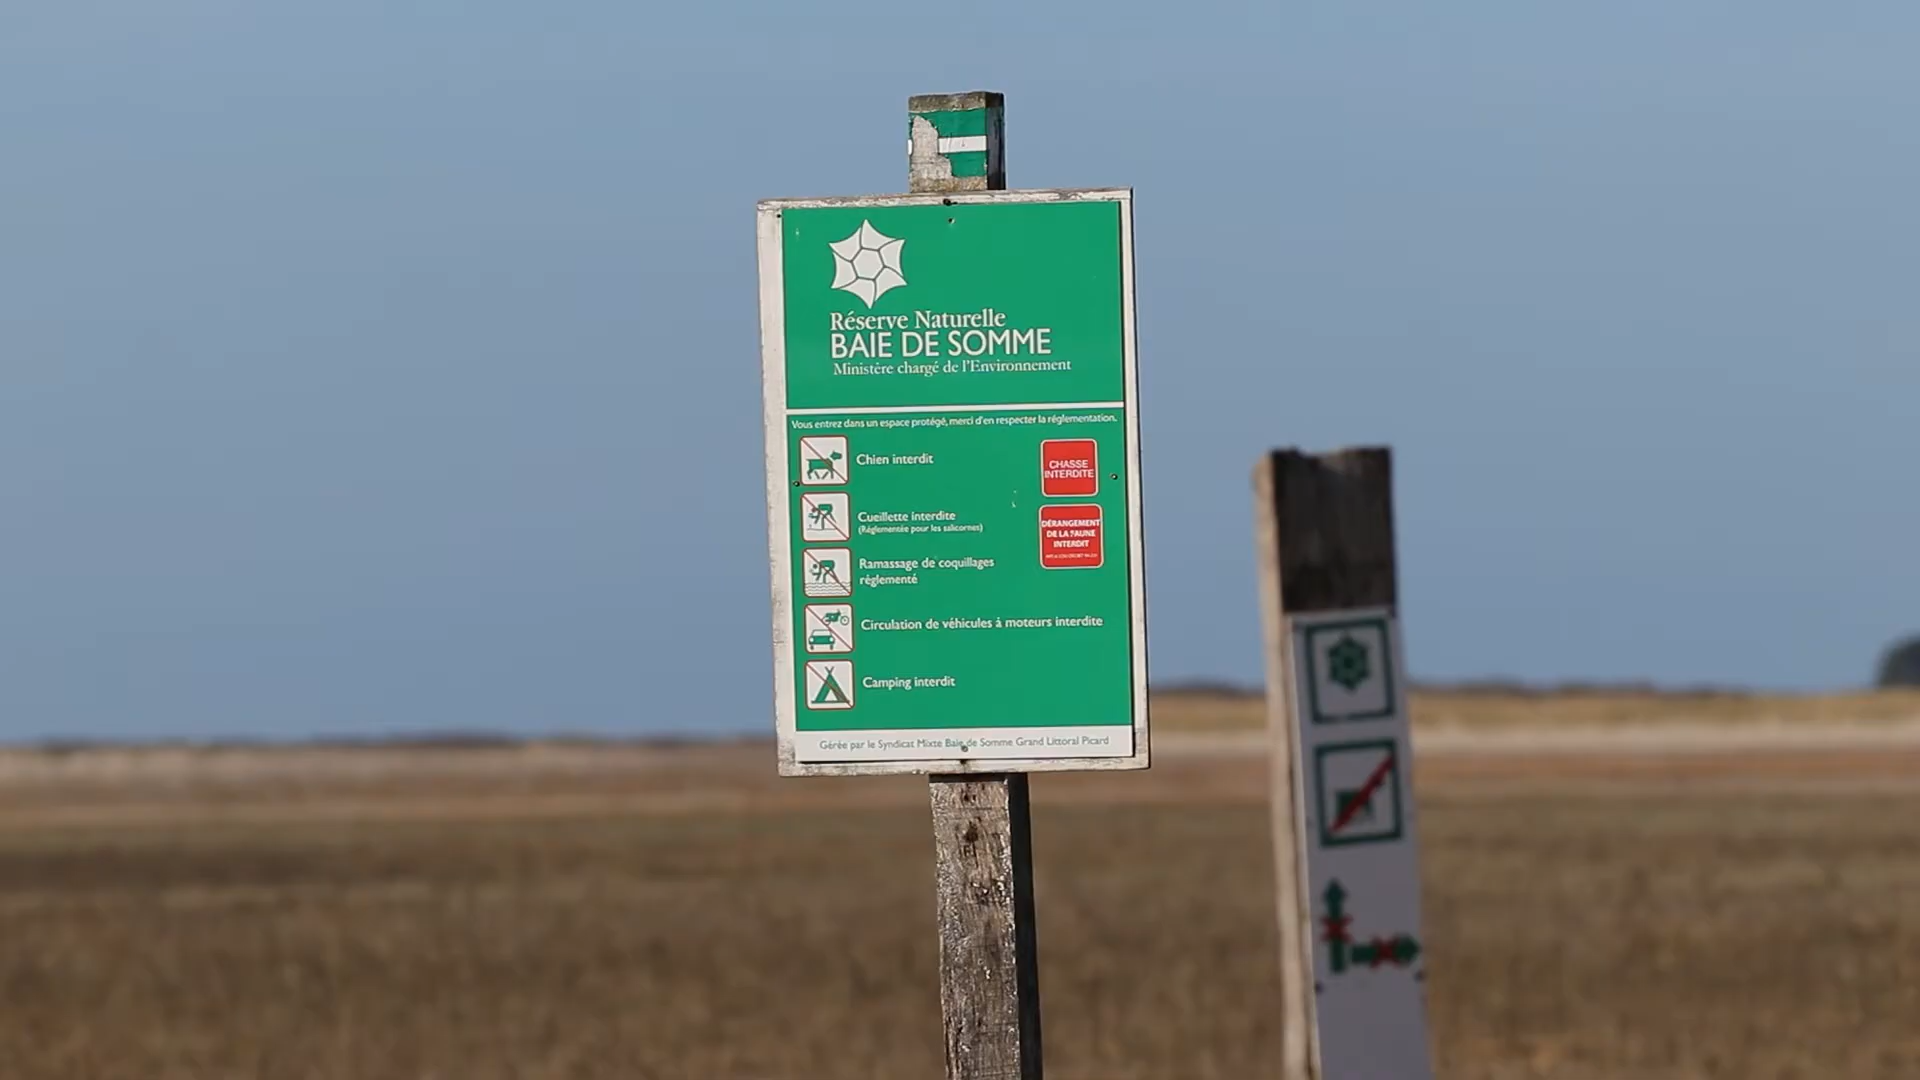 Réserve Naturelle
BAIE DE SOMME
Ministère chargé de l'Environnement
Vous entrez dans un espace protégé, merci d'en respecter la réglementation.
Chien interdit
Cueillette interdite
(Réglementée pour les salicornes)
Ramassage de coquillages
réglementé
Circulation de véhicules à moteurs interdite
Camping interdit
CHASSE
INTERDITE
DÉRANGEMENT
DE LA FAUNE
INTERDIT
Gérée par le Syndicat Mixte Baie de Somme Grand Littoral Picard